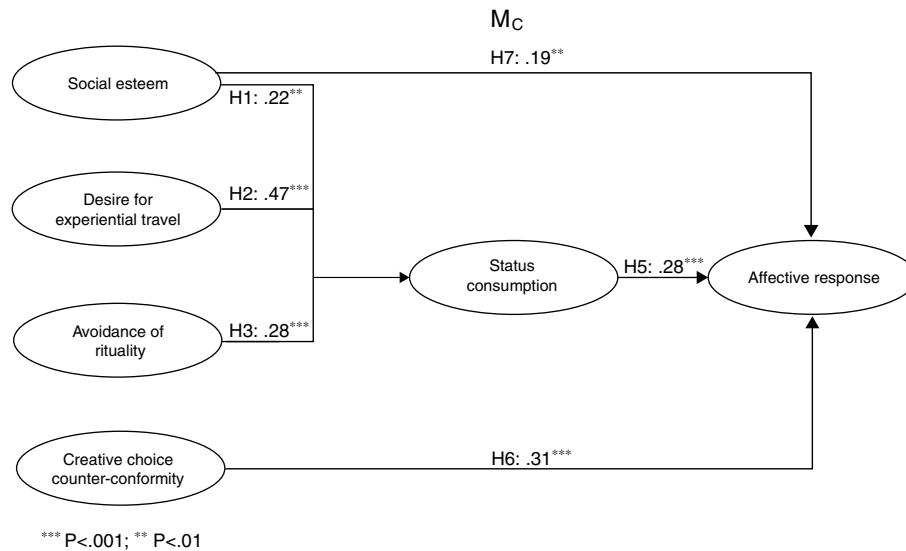 M_C
H7: .19**
Social esteem
H1: .22**
Desire for
experiential travel
H2: .47***
Status
consumption
H5: .28***
Affective response
Avoidance of
rituality
H3: .28***
Creative choice
counter-conformity
H6: .31***
*** P<.001; ** P<.01